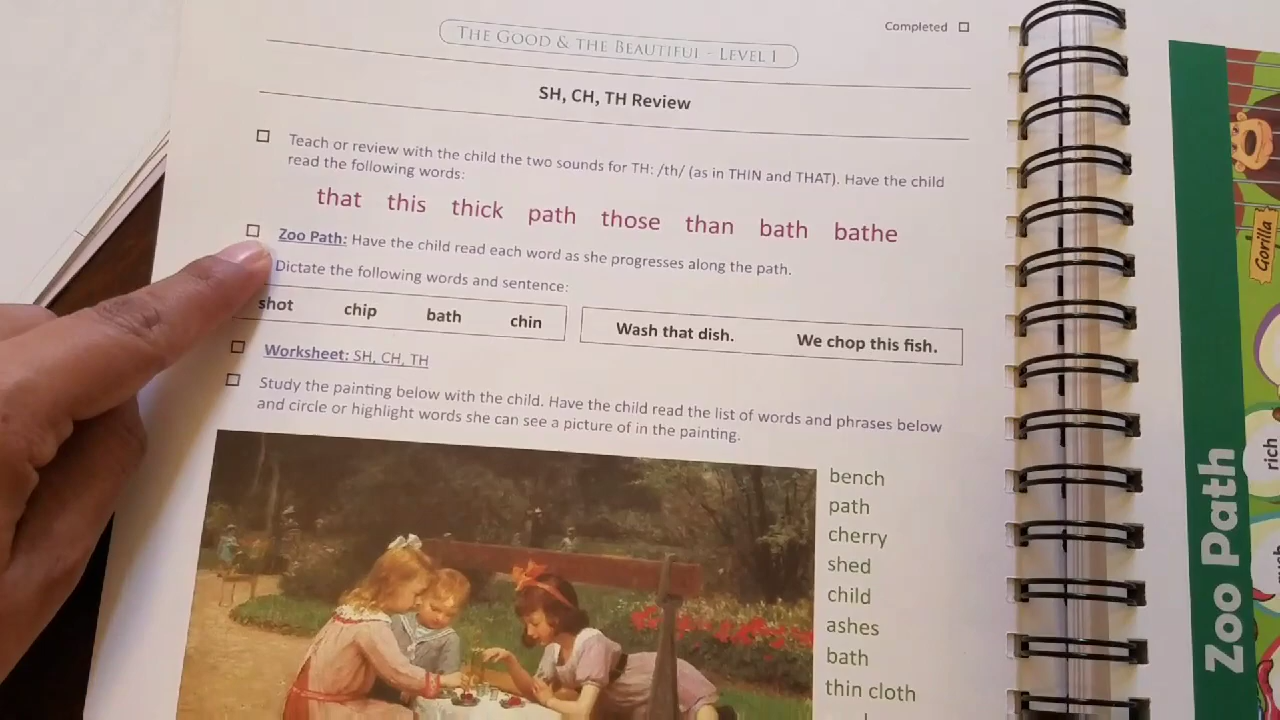 Completed
THE GOOD & THE BEAUTIFUL - LEVEL 1
SH, CH, TH Review
Teach or review with the child the two sounds for TH: /th/ (as in THIN and THAT). Have the child
read the following words:
that this thick path those than bath bathe
Zoo Path: Have the child read each word as she progresses along the path.
Dictate the following words and sentence:
shot chip bath chin
Wash that dish. We chop this fish.
Worksheet: SH, CH, TH
Study the painting below with the child. Have the child read the list of words and phrases below
and circle or highlight words she can see a picture of in the painting.
bench
path
cherry
shed
child
ashes
bath
thin cloth
Zoo Path
Gorilla
rich